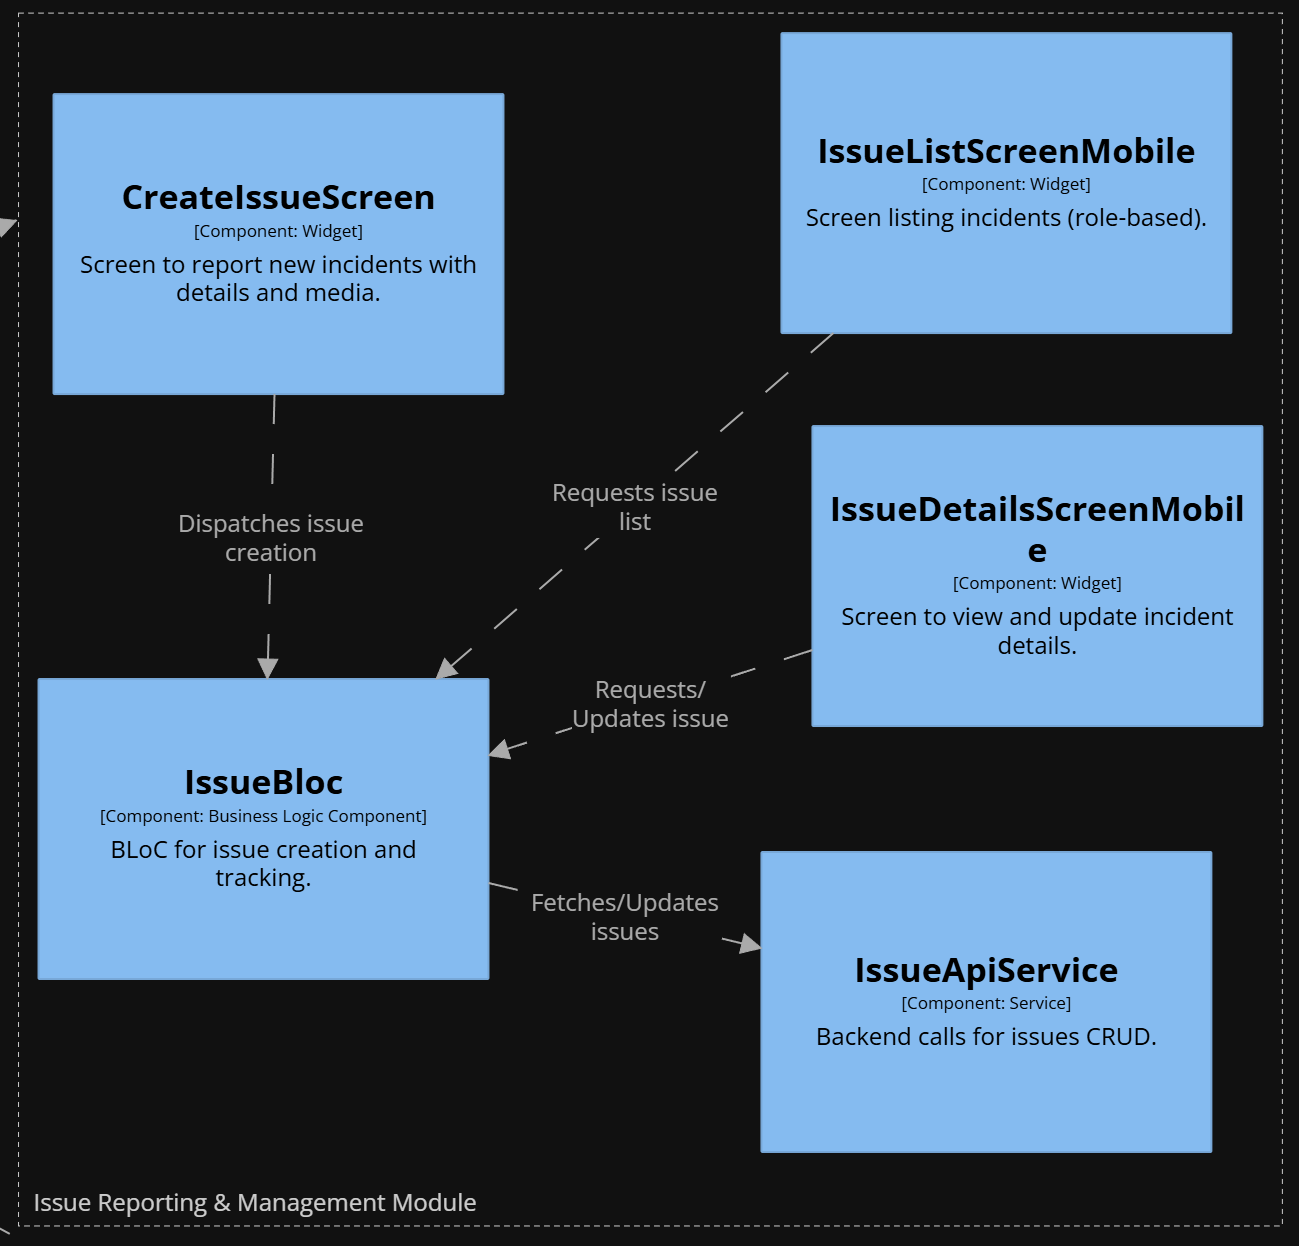 CreateIssueScreen
[Component: Widget]
Screen to report new incidents with
details and media.
IssueListScreenMobile
[Component: Widget]
Screen listing incidents (role-based).
Dispatches issue
creation
Requests issue
list
IssueDetailsScreenMobil
e
[Component: Widget]
Screen to view and update incident
details.
Requests/
Updates issue
IssueBloc
[Component: Business Logic Component]
BLoC for issue creation and
tracking.
Fetches/Updates
issues
IssueApiService
[Component: Service]
Backend calls for issues CRUD.
Issue Reporting & Management Module